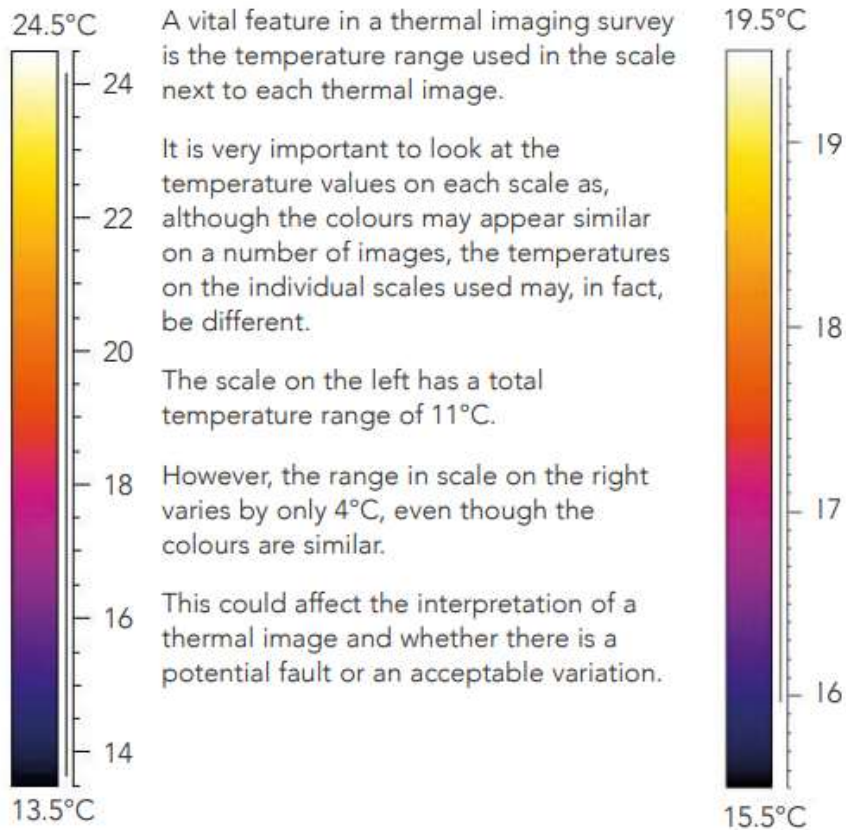 24.5°C
24
22
20
18
16
14
13.5°C
A vital feature in a thermal imaging survey
is the temperature range used in the scale
next to each thermal image.
It is very important to look at the
temperature values on each scale as,
although the colours may appear similar
on a number of images, the temperatures
on the individual scales used may, in fact,
be different.
The scale on the left has a total
temperature range of 11°C.
However, the range in scale on the right
varies by only 4°C, even though the
colours are similar.
This could affect the interpretation of a
thermal image and whether there is a
potential fault or an acceptable variation.
19.5°C
19
18
17
16
15.5°C